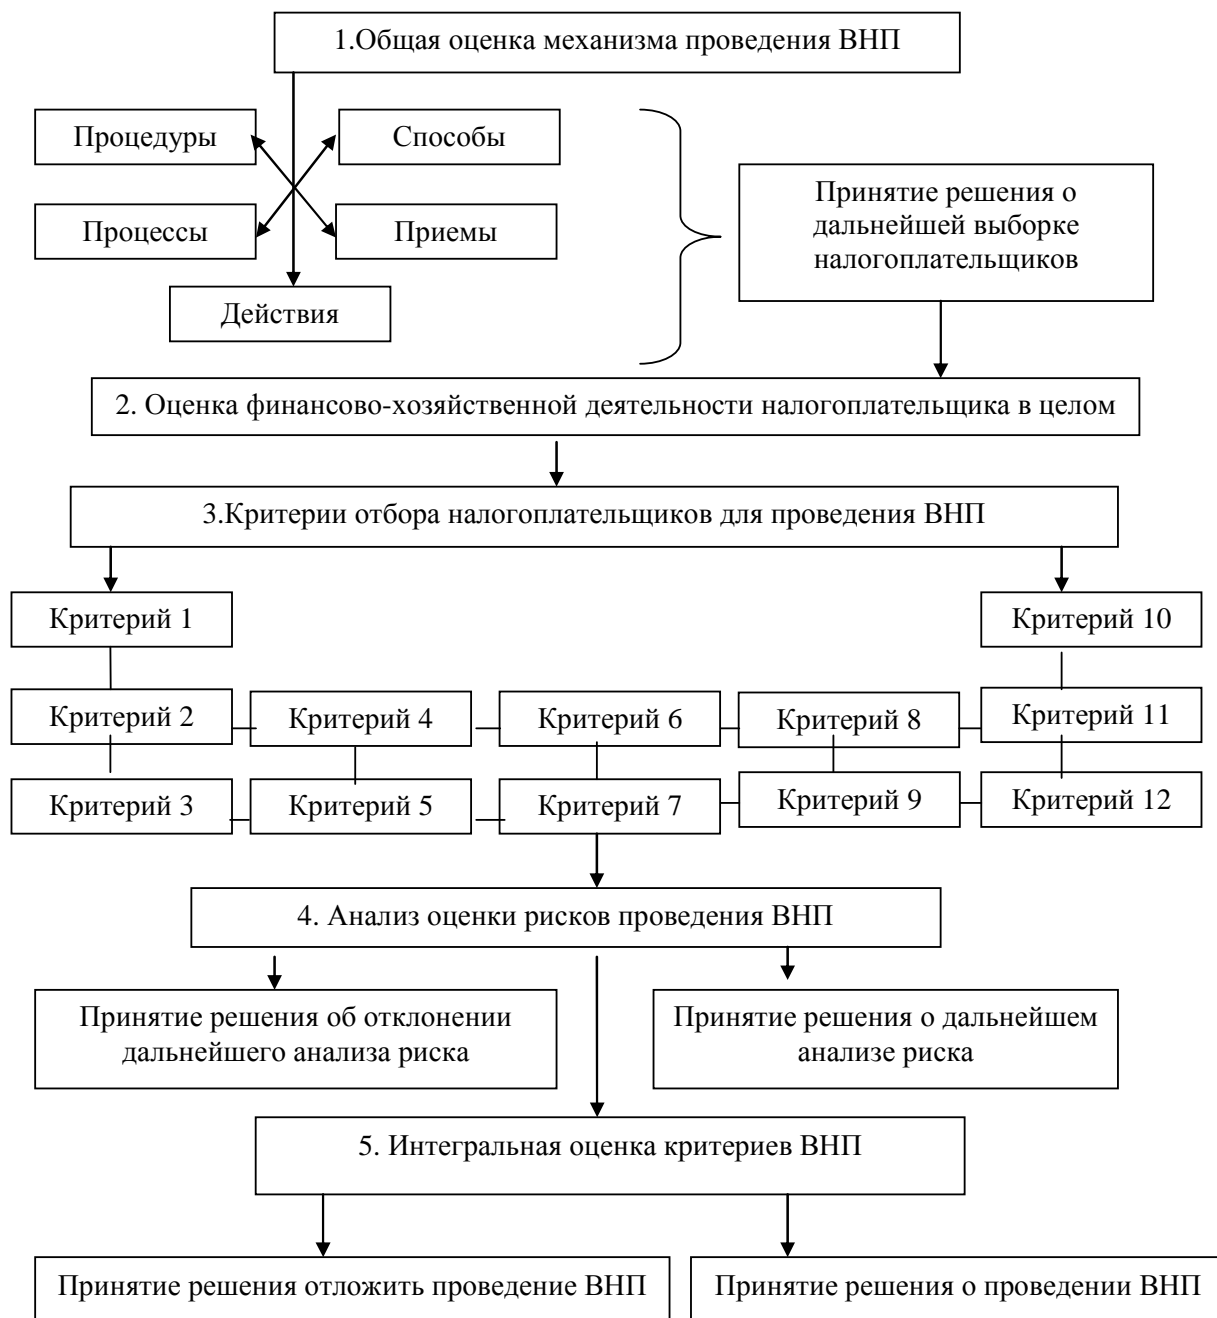 1.Общая оценка механизма проведения ВНП
Процедуры
Способы
Процессы
Приемы
Действия
Принятие решения о
дальнейшей выборке
налогоплательщиков
2. Оценка финансово-хозяйственной деятельности налогоплательщика в целом
3.Критерии отбора налогоплательщиков для проведения ВНП
Критерий 1
Критерий 10
Критерий 2
Критерий 4
Критерий 6
Критерий 8
Критерий 11
Критерий 3
Критерий 5
Критерий 7
Критерий 9
Критерий 12
4. Анализ оценки рисков проведения ВНП
Принятие решения об отклонении
дальнейшего анализа риска
Принятие решения о дальнейшем
анализе риска
5. Интегральная оценка критериев ВНП
Принятие решения отложить проведение ВНП
Принятие решения о проведении ВНП